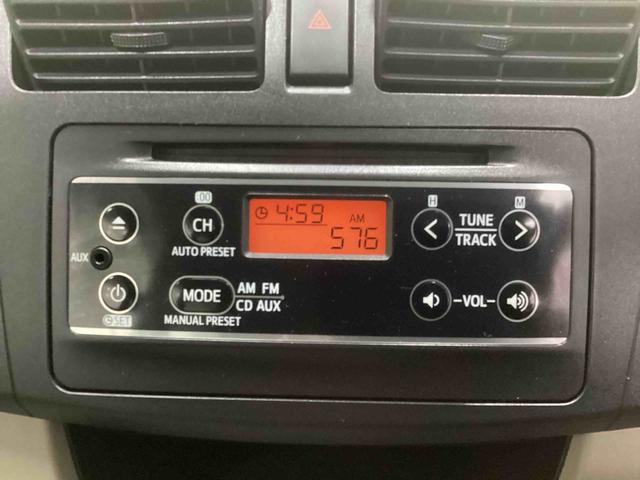 :00
H
M
CH
4:59
AM
576
TUNE
TRACK
AUTO PRESET
AUX
MODE
AM FM
CD AUX
VOL
SET
MANUAL PRESET